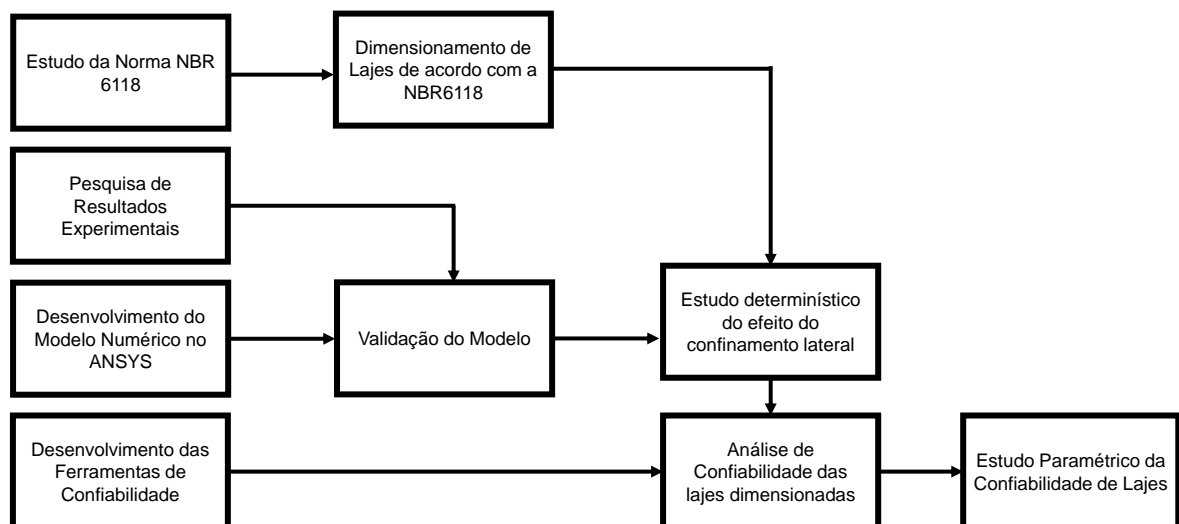 Estudo da Norma NBR
6118
Dimensionamento de
Lajes de acordo com a
NBR6118
Pesquisa de
Resultados
Experimentais
Desenvolvimento do
Modelo Numérico no
ANSYS
Validação do Modelo
Estudo determinístico
do efeito do
confinamento lateral
Desenvolvimento das
Ferramentas de
Confiabilidade
Análise de
Confiabilidade das
lajes dimensionadas
Estudo Paramétrico da
Confiabilidade de Lajes